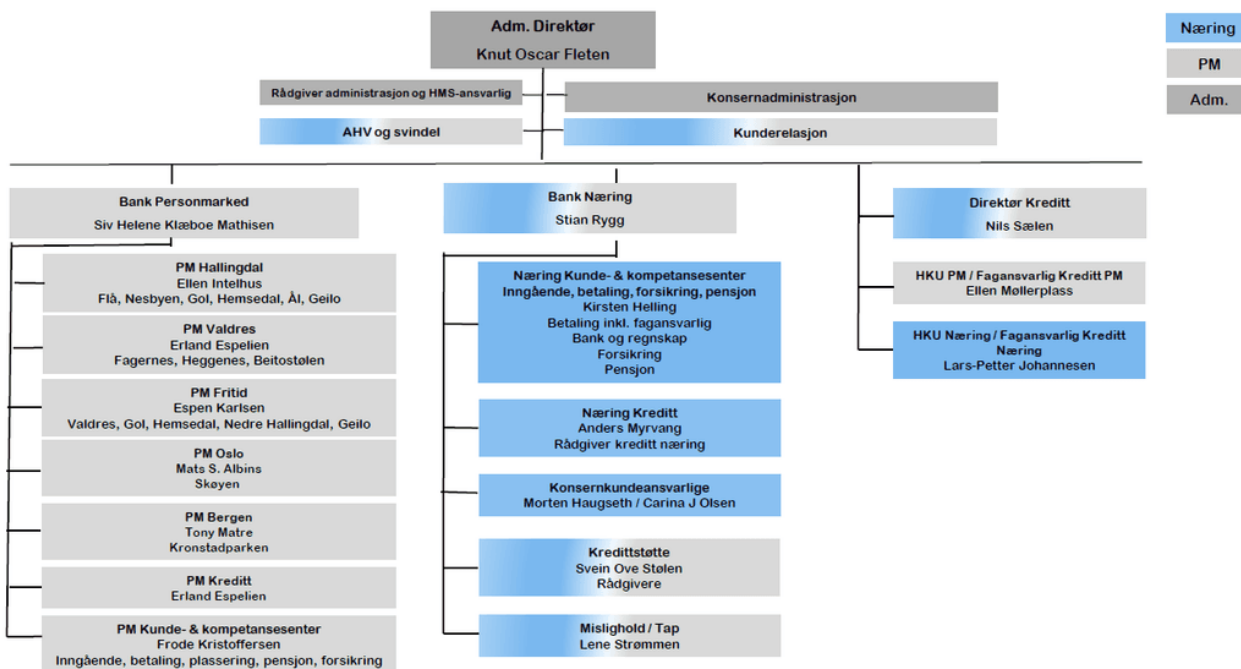 Adm. Direktør
Knut Oscar Fleten
Næring
PM
Adm.
Rådgiver administrasjon og HMS-ansvarlig
Konsernadministrasjon
AHV og svindel
Kunderelasjon
Bank Personmarked
Siv Helene Klæboe Mathisen
PM Hallingdal
Ellen Intelhus
Flå, Nesbyen, Gol, Hemsedal, Ål, Geilo
PM Valdres
Erland Espelien
Fagernes, Heggenes, Beitostølen
PM Fritid
Espen Karlsen
Valdres, Gol, Hemsedal, Nedre Hallingdal, Geilo
PM Oslo
Mats S. Albins
Skøyen
PM Bergen
Tony Matre
Kronstadparken
PM Kreditt
Erland Espelien
PM Kunde- & kompetansesenter
Frode Kristoffersen
Inngående, betaling, plassering, pensjon, forsikring
Bank Næring
Stian Rygg
Næring Kunde- & kompetansesenter
Inngående, betaling, forsikring, pensjon
Kirsten Helling
Betaling inkl. fagansvarlig
Bank og regnskap
Forsikring
Pensjon
Næring Kreditt
Anders Myrvang
Rådgiver kreditt næring
Konsernkundeansvarlige
Morten Haugseth / Carina J Olsen
Kredittstøtte
Svein Ove Stølen
Rådgivere
Mislighold / Tap
Lene Strømmen
Direktør Kreditt
Nils Sælen
HKU PM / Fagansvarlig Kreditt PM
Ellen Møllerplass
HKU Næring / Fagansvarlig Kreditt
Næring
Lars-Petter Johannesen